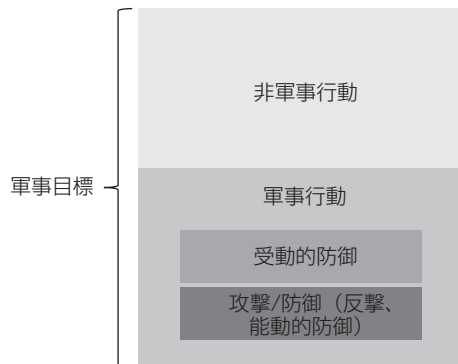 非軍事行動
軍事目標
軍事行動
受動的防御
攻撃/防御（反撃、
能動的防御）